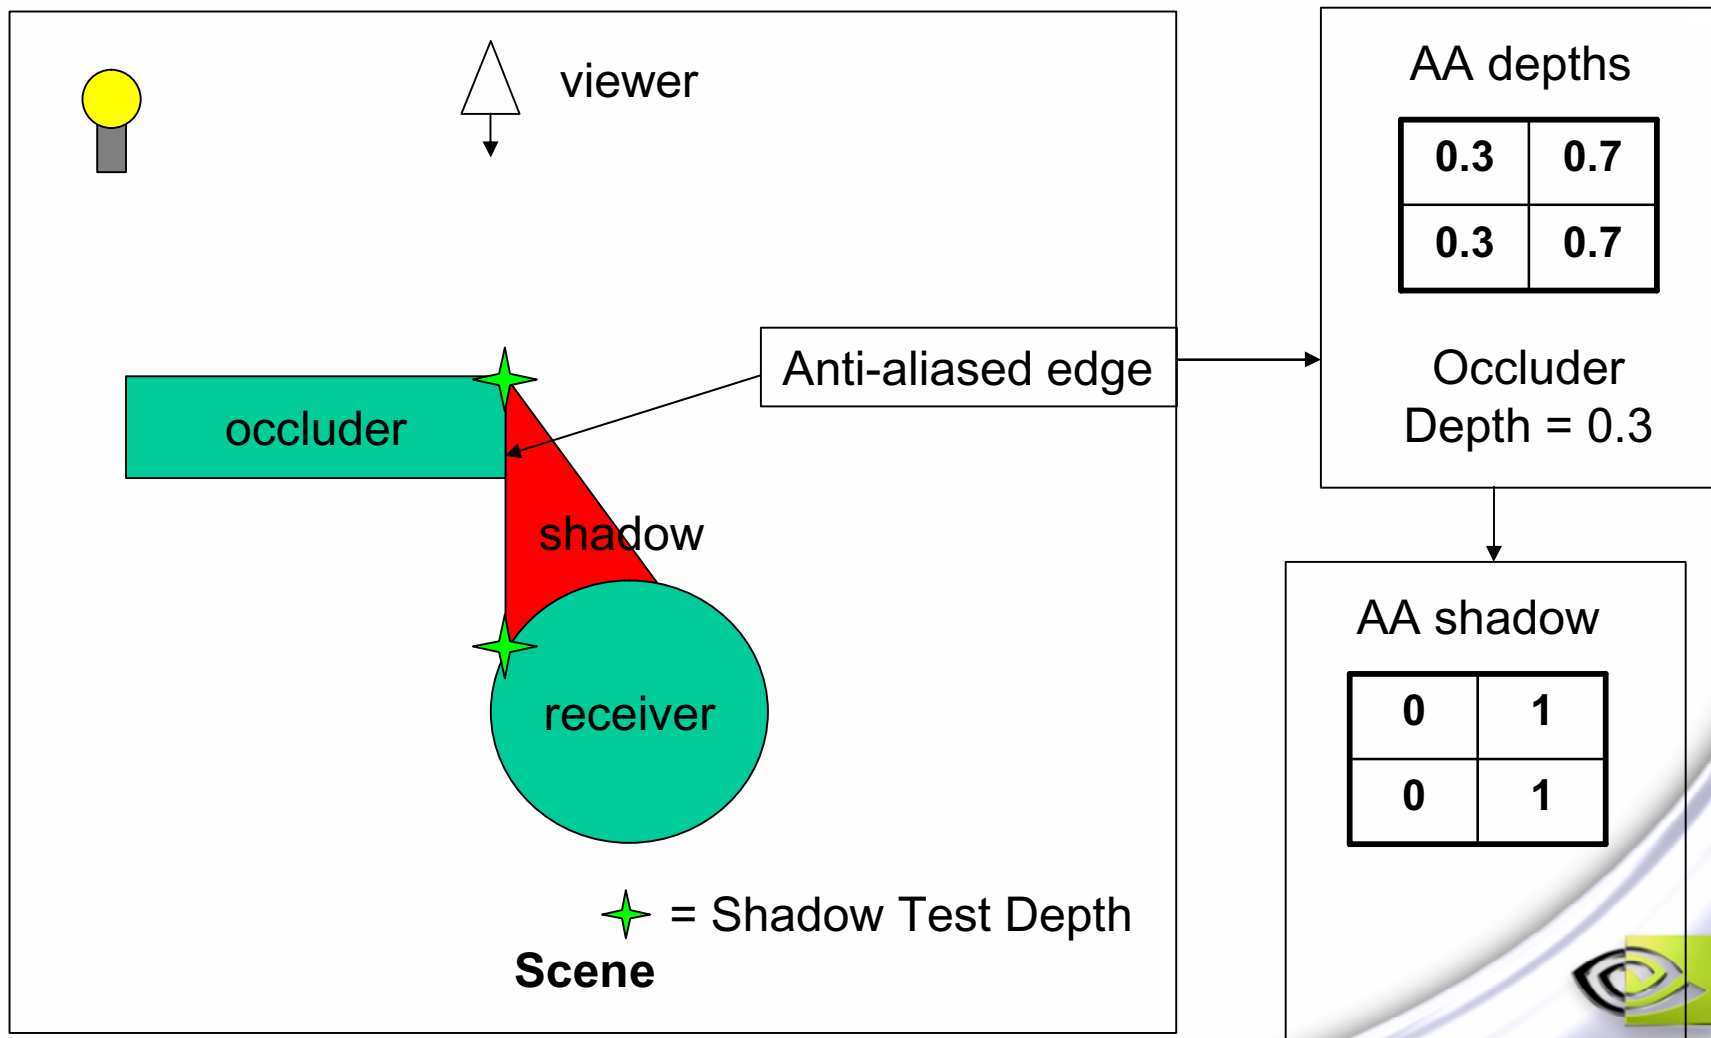 viewer
occluder
Anti-aliased edge
shadow
receiver
= Shadow Test Depth
Scene
AA depths
0.3 0.7
0.3 0.7
Occluder
Depth = 0.3
AA shadow
0 1
0 1